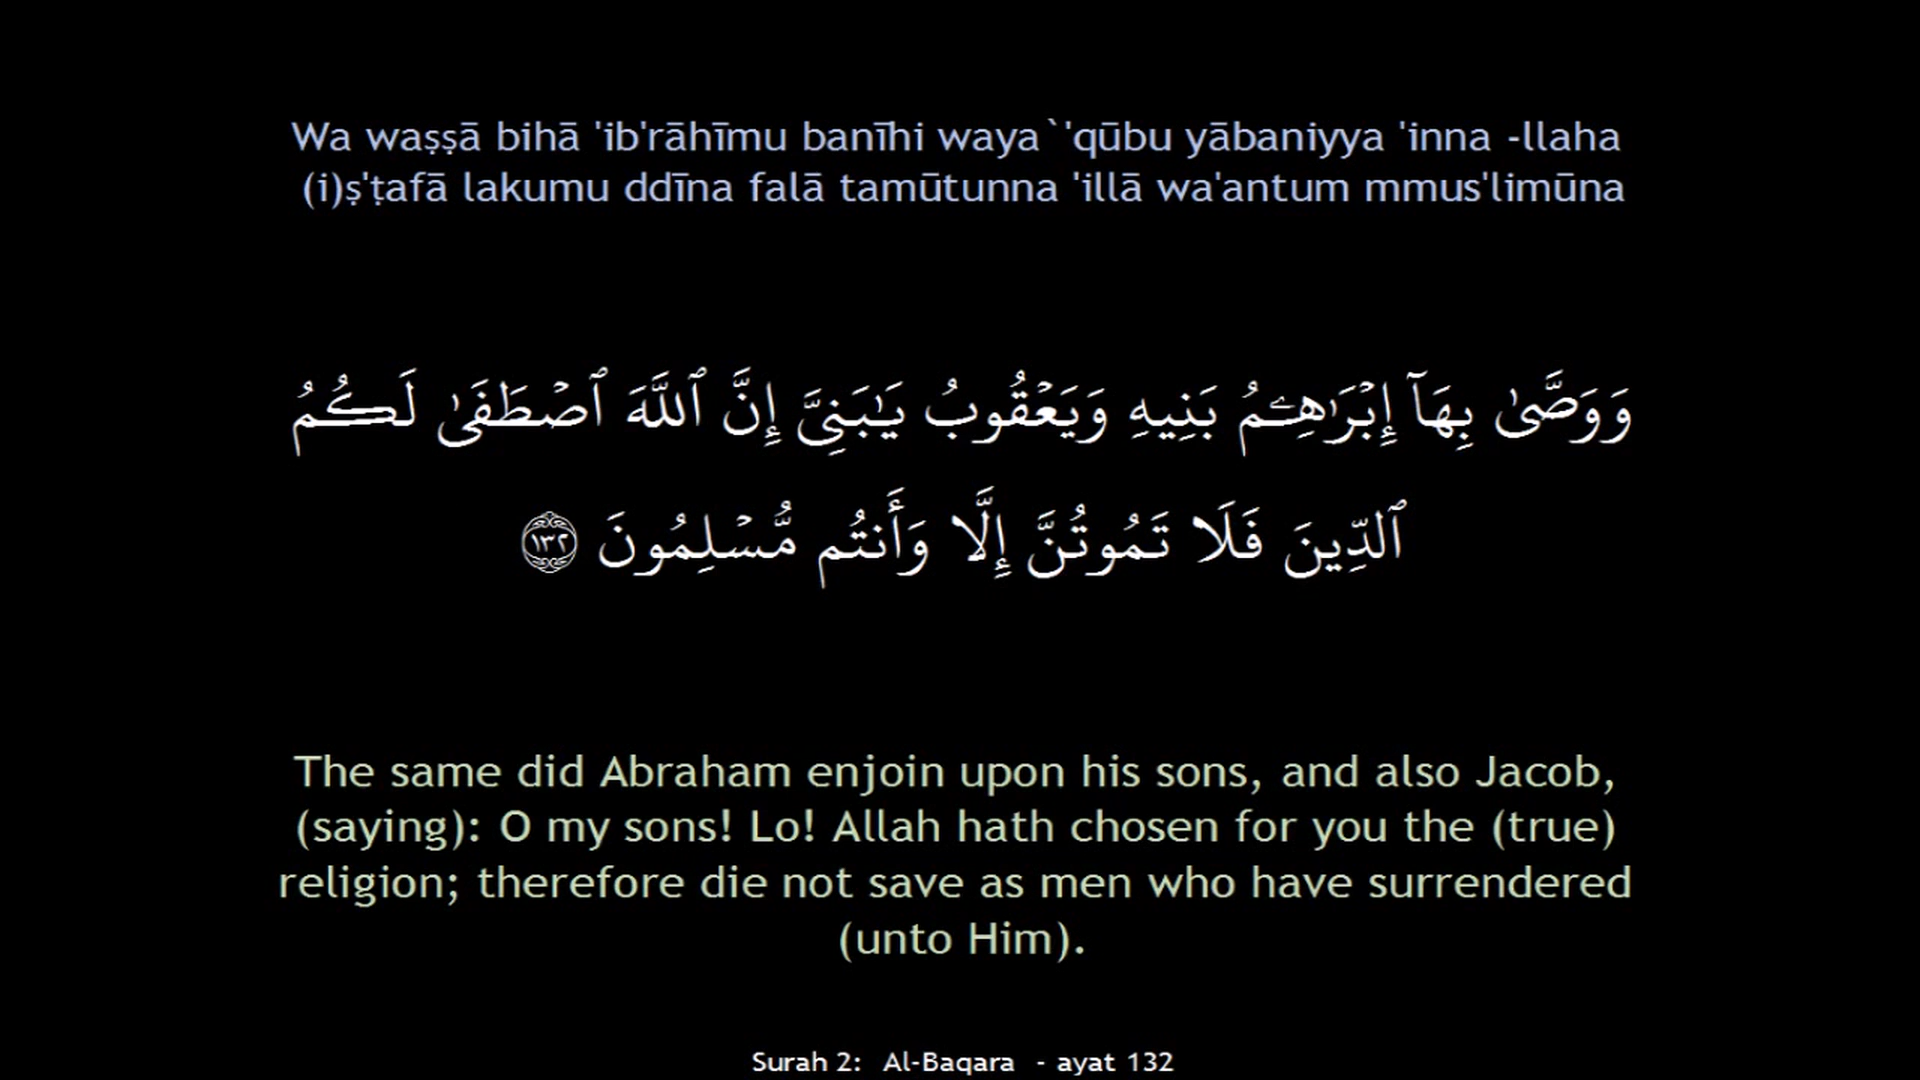 Wa waṣṣā bihā 'ib'rāhīmu banīhi waya`'qūbu yābaniyya 'inna -llaha
(i)ṣ'ṭafā lakumu ddīna falā tamūtunna 'illā wa'antum mmus'limūna
وَوَصَّىٰ بِهَآ إِبْرَٰهِـۧمُ بَنِيهِ وَيَعْقُوبُ يَٰبَنِىَّ إِنَّ ٱللَّهَ ٱصْطَفَىٰ لَكُمُ
ٱلدِّينَ فَلَا تَمُوتُنَّ إِلَّا وَأَنتُم مُّسْلِمُونَ ١٣٢
The same did Abraham enjoin upon his sons, and also Jacob,
(saying): O my sons! Lo! Allah hath chosen for you the (true)
religion; therefore die not save as men who have surrendered
(unto Him).
Surah 2: Al-Baqara - ayat 132